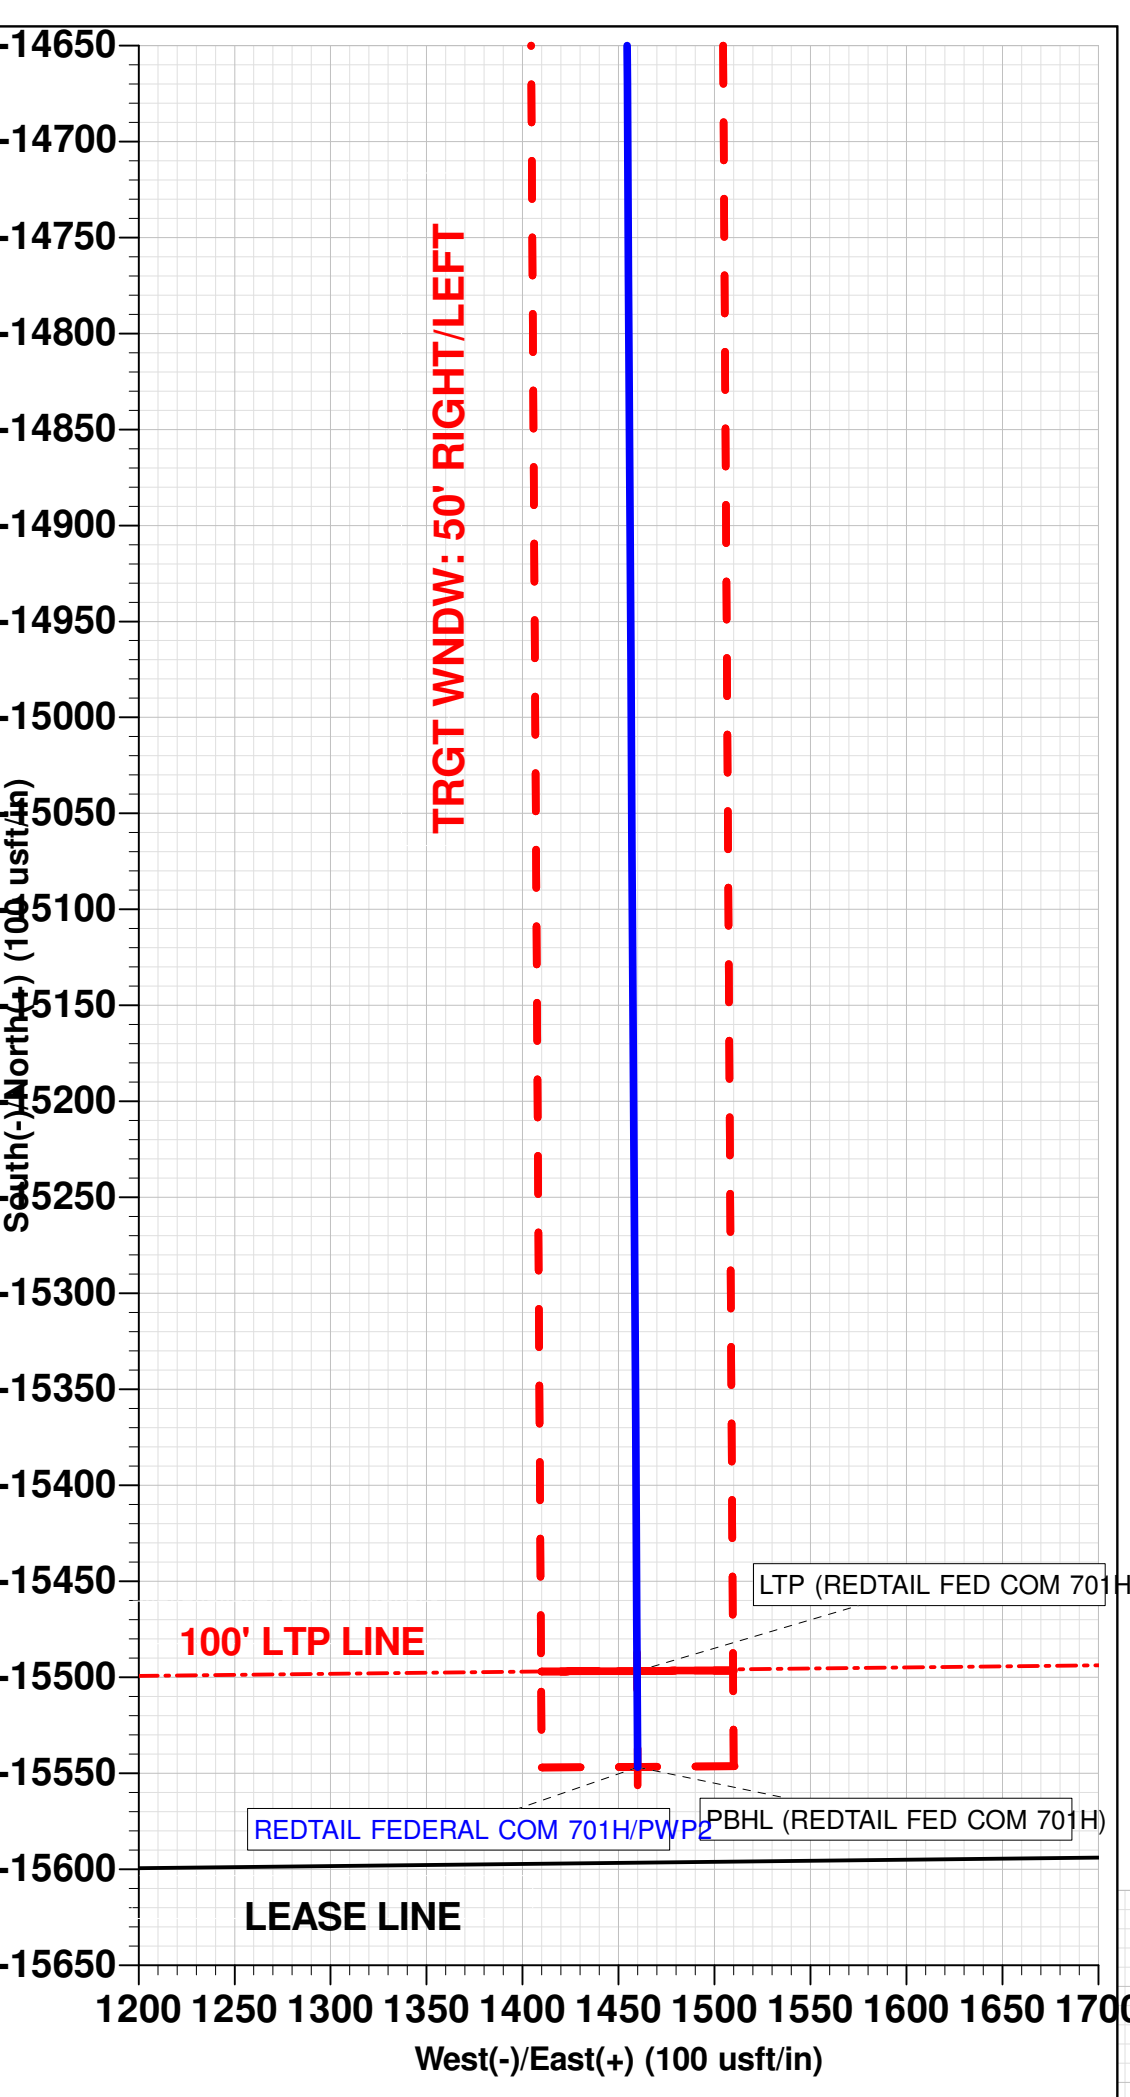 -14650
-14700
-14750
-14800
-14850
-14900
-14950
-15000
-15050
-15100
-15150
-15200
-15250
-15300
-15350
-15400
-15450
-15500
-15550
-15600
-15650
South(-)/North(+) (100 usft/in)
TRGT WNDW: 50' RIGHT/LEFT
LTP (REDTAIL FED COM 701H
100' LTP LINE
REDTAIL FEDERAL COM 701H/PWP2
PBHL (REDTAIL FED COM 701H)
LEASE LINE
1200 1250 1300 1350 1400 1450 1500 1550 1600 1650 1700
West(-)/East(+) (100 usft/in)